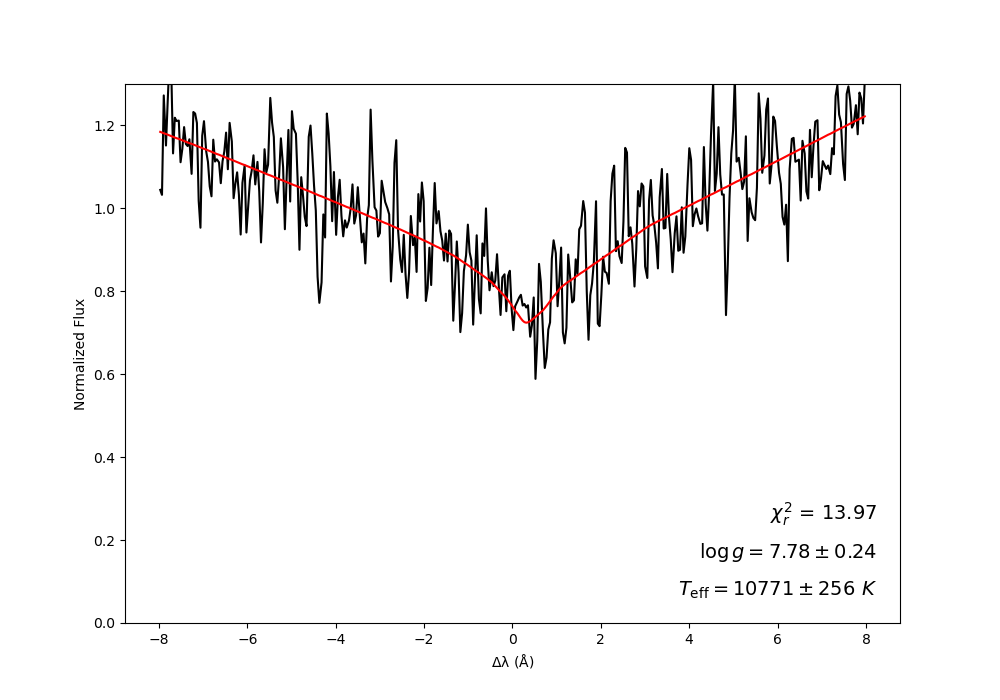 1.2
1.0
0.8
0.6
0.4
0.2
0.0
Normalized Flux
χ²ᵣ = 13.97
log g = 7.78 ± 0.24
T_eff = 10771 ± 256 K
−8 −6 −4 −2 0 2 4 6 8
Δλ (Å)